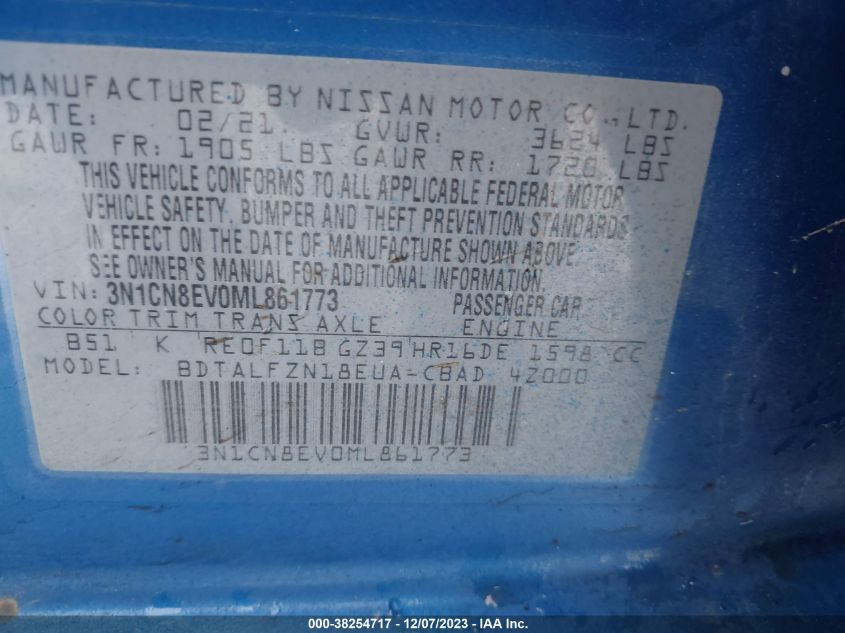 MANUFACTURED BY NISSAN MOTOR CO., LTD.
DATE: 02/21 GVWR: 3624 LBS
GAWR FR: 1905 LBS GAWR RR: 1728 LBS
THIS VEHICLE CONFORMS TO ALL APPLICABLE FEDERAL MOTOR
VEHICLE SAFETY, BUMPER AND THEFT PREVENTION STANDARDS
IN EFFECT ON THE DATE OF MANUFACTURE SHOWN ABOVE.
SEE OWNER'S MANUAL FOR ADDITIONAL INFORMATION.
VIN: 3N1CN8EV0ML861773 PASSENGER CAR
COLOR TRIM TRANS AXLE ENGINE
B51 K RE0F11B GZ39 HR16DE 1598 CC
MODEL: BDTALFZN18EUA-CBAD 4Z000
3N1CN8EV0ML861773
000-38254717 - 12/07/2023 - IAA Inc.